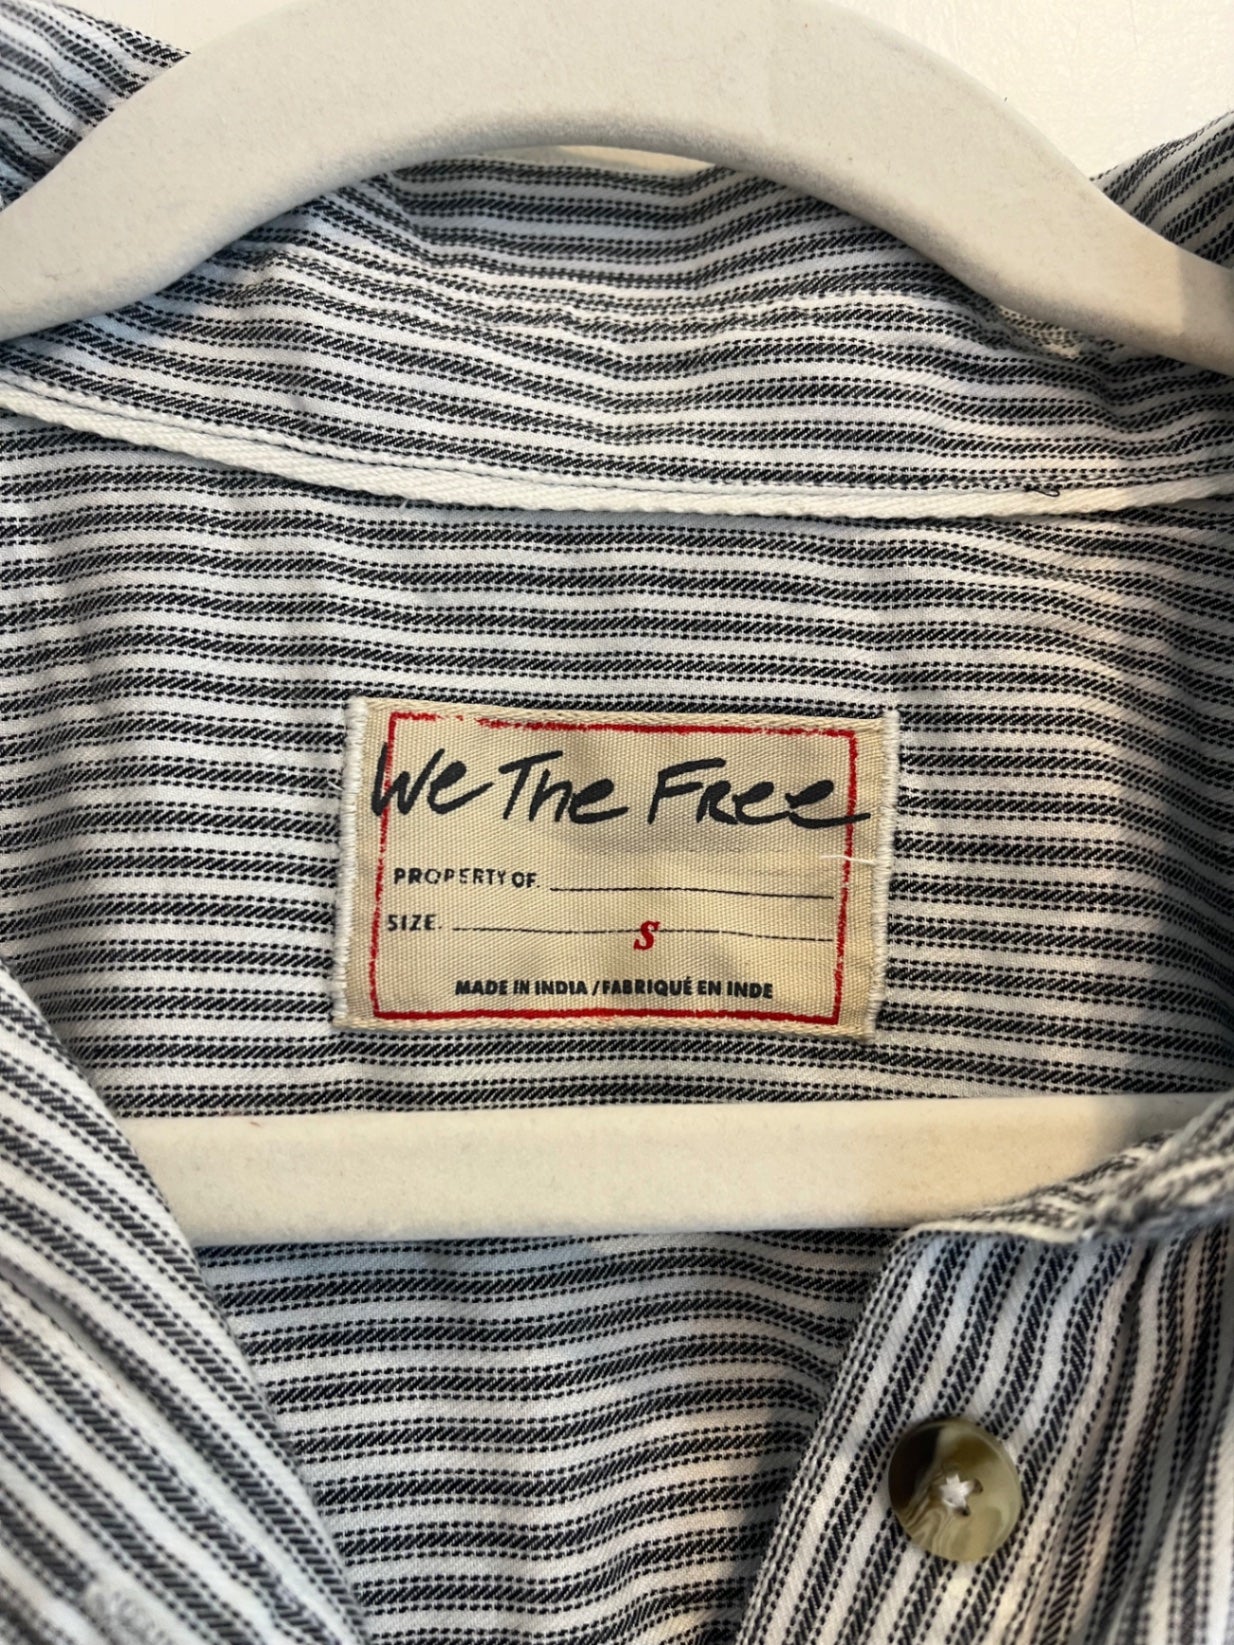 We The Free
PROPERTY OF.
SIZE. S
MADE IN INDIA / FABRIQUÉ EN INDE